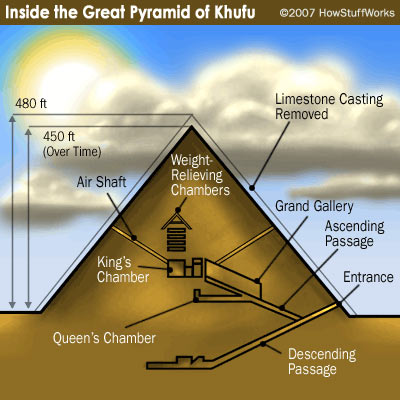 Inside the Great Pyramid of Khufu
©2007 HowStuffWorks
480 ft
450 ft
(Over Time)
Limestone Casting
Removed
Weight-
Relieving
Chambers
Air Shaft
Grand Gallery
Ascending
Passage
King's
Chamber
Entrance
Queen's Chamber
Descending
Passage